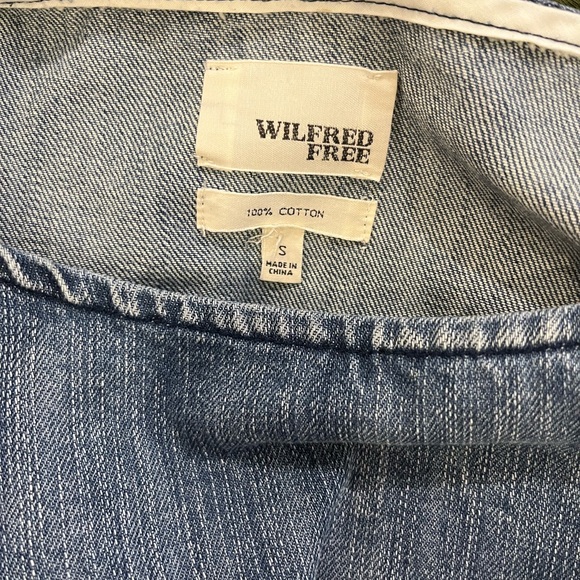 WILFRED
FREE
100% COTTON
S
MADE IN
CHINA